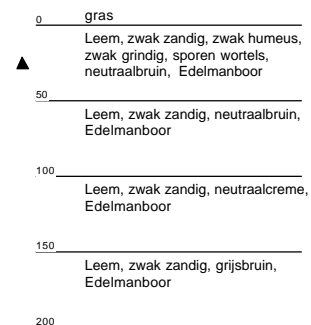 0 gras
Leem, zwak zandig, zwak humeus,
zwak grindig, sporen wortels,
neutraalbruin, Edelmanboor
50
Leem, zwak zandig, neutraalbruin,
Edelmanboor
100
Leem, zwak zandig, neutraalcreme,
Edelmanboor
150
Leem, zwak zandig, grijsbruin,
Edelmanboor
200